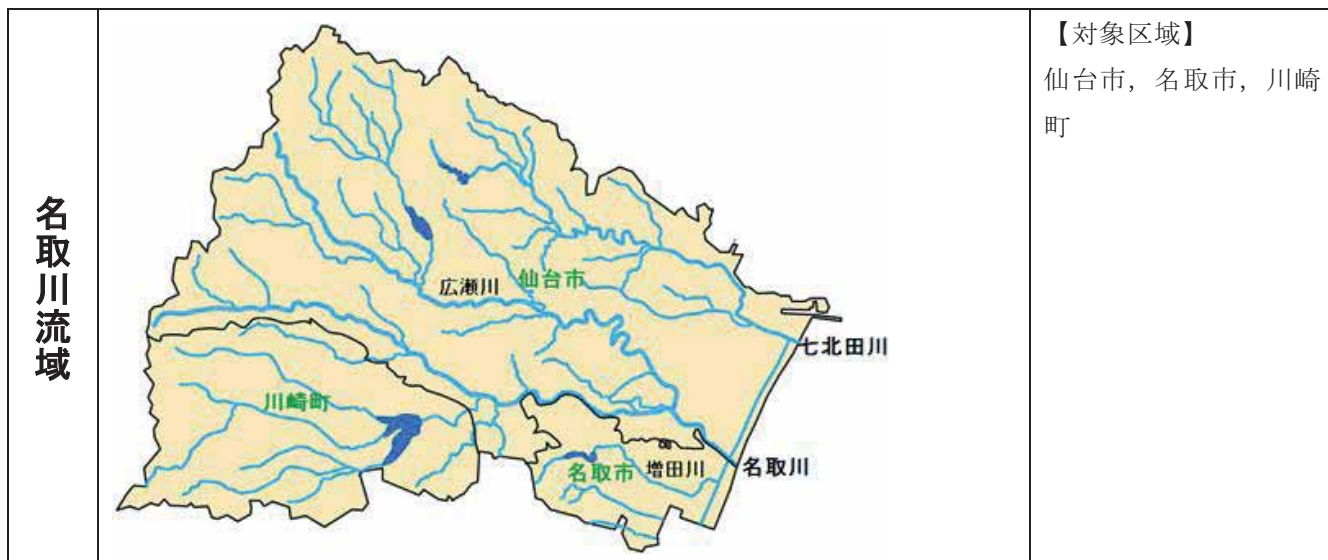 名取川流域
広瀬川
仙台市
七北田川
川崎町
名取市
増田川
名取川
【対象区域】
仙台市，名取市，川崎
町